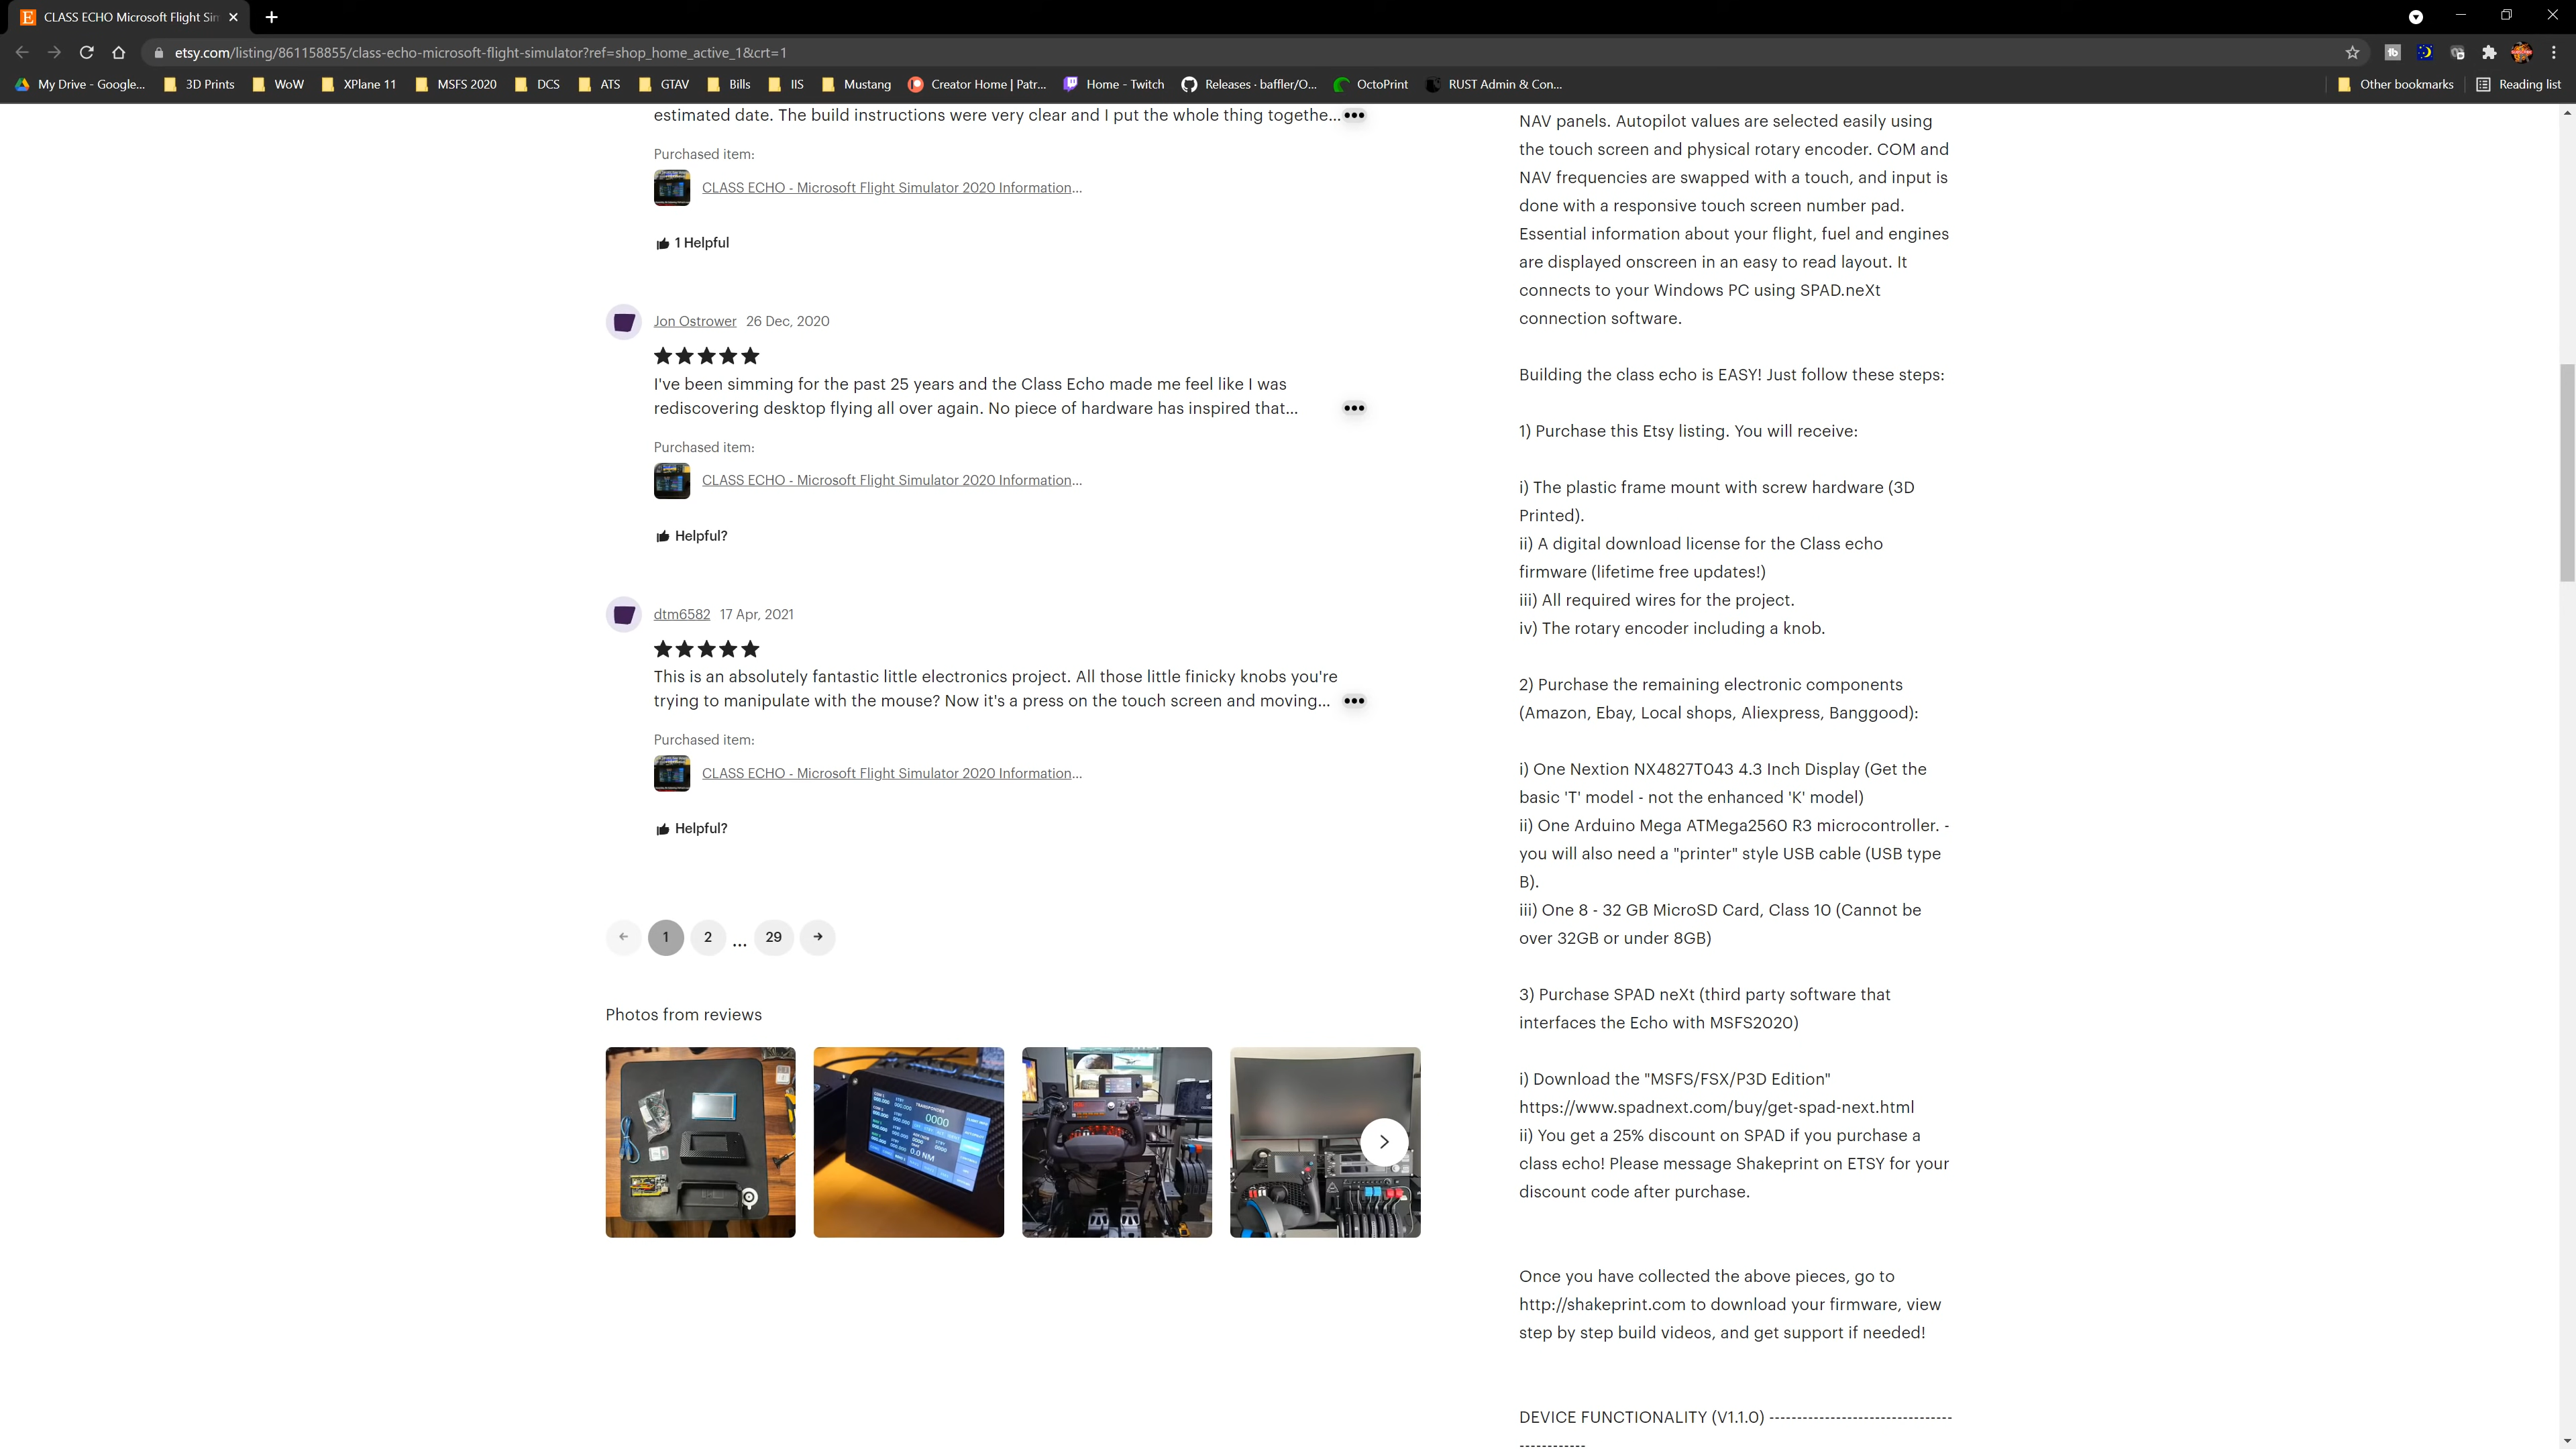 CLASS ECHO Microsoft Flight Sim
etsy.com/listing/861158855/class-echo-microsoft-flight-simulator?ref=shop_home_active_1&crt=1
My Drive - Google...
3D Prints
WoW
XPlane 11
MSFS 2020
DCS
ATS
GTAV
Bills
IIS
Mustang
Creator Home | Patr...
Home - Twitch
Releases · baffler/O...
OctoPrint
RUST Admin & Con...
Other bookmarks
Reading list
estimated date. The build instructions were very clear and I put the whole thing togethe...
Purchased item:
CLASS ECHO - Microsoft Flight Simulator 2020 Information...
1 Helpful
Jon Ostrower 26 Dec, 2020
I've been simming for the past 25 years and the Class Echo made me feel like I was
rediscovering desktop flying all over again. No piece of hardware has inspired that...
Purchased item:
CLASS ECHO - Microsoft Flight Simulator 2020 Information...
Helpful?
dtm6582 17 Apr, 2021
This is an absolutely fantastic little electronics project. All those little finicky knobs you're
trying to manipulate with the mouse? Now it's a press on the touch screen and moving...
Purchased item:
CLASS ECHO - Microsoft Flight Simulator 2020 Information...
Helpful?
1 2 ... 29
Photos from reviews
TRANSPONDER
0000
0.0 NM
NAV panels. Autopilot values are selected easily using
the touch screen and physical rotary encoder. COM and
NAV frequencies are swapped with a touch, and input is
done with a responsive touch screen number pad.
Essential information about your flight, fuel and engines
are displayed onscreen in an easy to read layout. It
connects to your Windows PC using SPAD.neXt
connection software.
Building the class echo is EASY! Just follow these steps:
1) Purchase this Etsy listing. You will receive:
i) The plastic frame mount with screw hardware (3D
Printed).
ii) A digital download license for the Class echo
firmware (lifetime free updates!)
iii) All required wires for the project.
iv) The rotary encoder including a knob.
2) Purchase the remaining electronic components
(Amazon, Ebay, Local shops, Aliexpress, Banggood):
i) One Nextion NX4827T043 4.3 Inch Display (Get the
basic 'T' model - not the enhanced 'K' model)
ii) One Arduino Mega ATMega2560 R3 microcontroller. -
you will also need a "printer" style USB cable (USB type
B).
iii) One 8 - 32 GB MicroSD Card, Class 10 (Cannot be
over 32GB or under 8GB)
3) Purchase SPAD neXt (third party software that
interfaces the Echo with MSFS2020)
i) Download the "MSFS/FSX/P3D Edition"
https://www.spadnext.com/buy/get-spad-next.html
ii) You get a 25% discount on SPAD if you purchase a
class echo! Please message Shakeprint on ETSY for your
discount code after purchase.
Once you have collected the above pieces, go to
http://shakeprint.com to download your firmware, view
step by step build videos, and get support if needed!
DEVICE FUNCTIONALITY (V1.1.0) ---------------------------------
------------